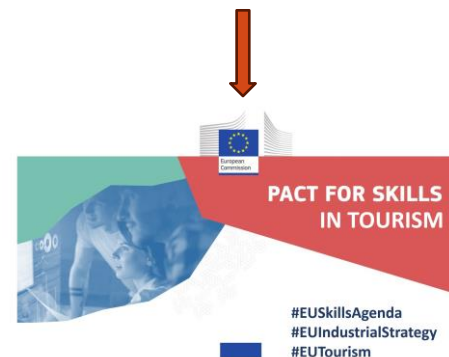 European
Commission
PACT FOR SKILLS
IN TOURISM
#EUSkillsAgenda
#EUIndustrialStrategy
#EUTourism